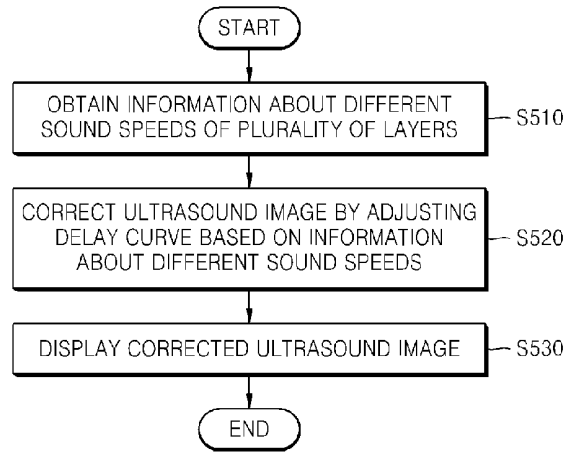 START
OBTAIN INFORMATION ABOUT DIFFERENT
SOUND SPEEDS OF PLURALITY OF LAYERS
S510
CORRECT ULTRASOUND IMAGE BY ADJUSTING
DELAY CURVE BASED ON INFORMATION
ABOUT DIFFERENT SOUND SPEEDS
S520
DISPLAY CORRECTED ULTRASOUND IMAGE
S530
END